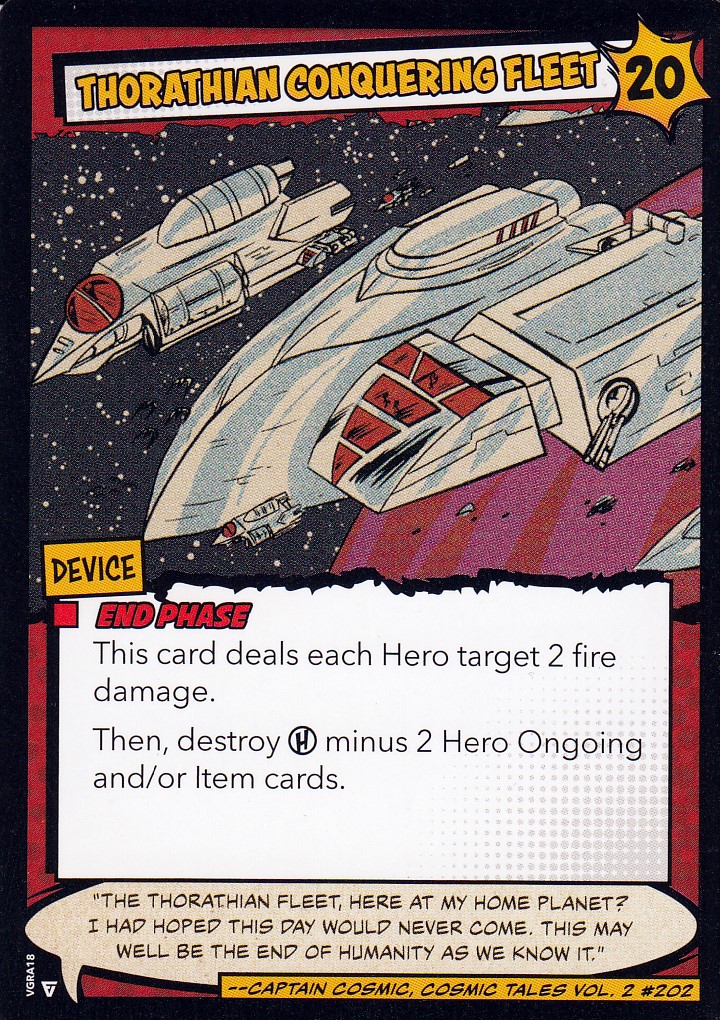 THORATHIAN CONQUERING FLEET
20
DEVICE
END PHASE
This card deals each Hero target 2 fire
damage.
Then, destroy H minus 2 Hero Ongoing
and/or Item cards.
"THE THORATHIAN FLEET, HERE AT MY HOME PLANET?
I HAD HOPED THIS DAY WOULD NEVER COME. THIS MAY
WELL BE THE END OF HUMANITY AS WE KNOW IT."
--CAPTAIN COSMIC, COSMIC TALES VOL. 2 #202
VGRA18